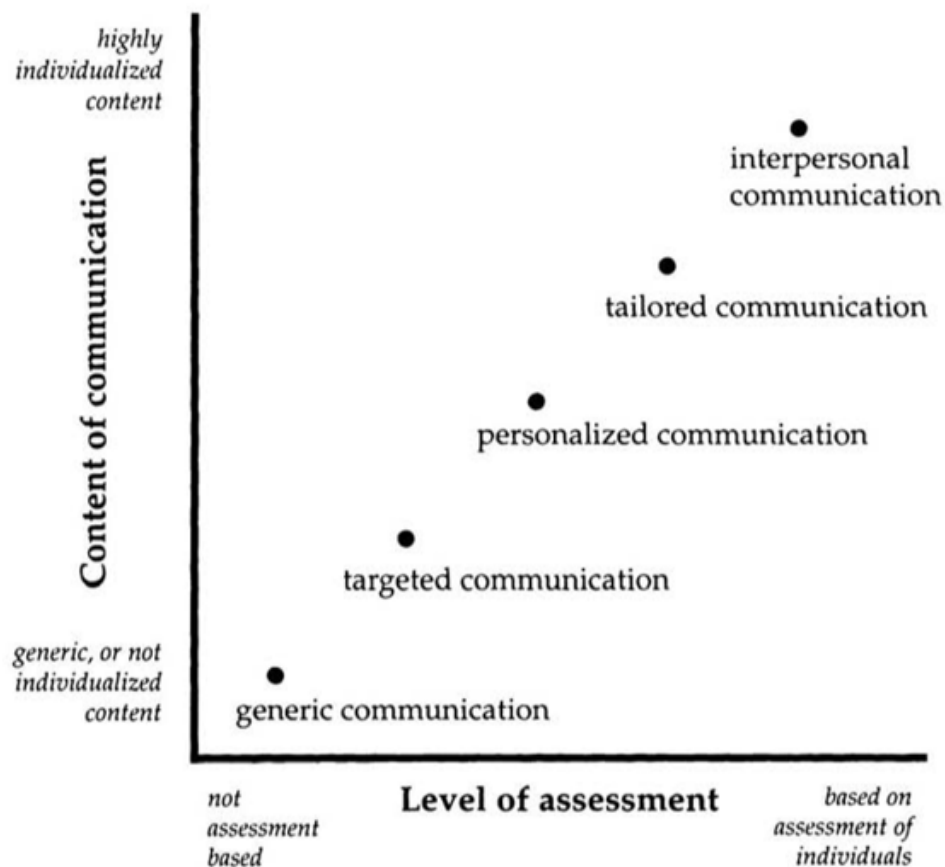 highly
individualized
content
interpersonal
communication
tailored communication
Content of communication
personalized communication
targeted communication
generic, or not
individualized
content
generic communication
not
assessment
based
Level of assessment
based on
assessment of
individuals